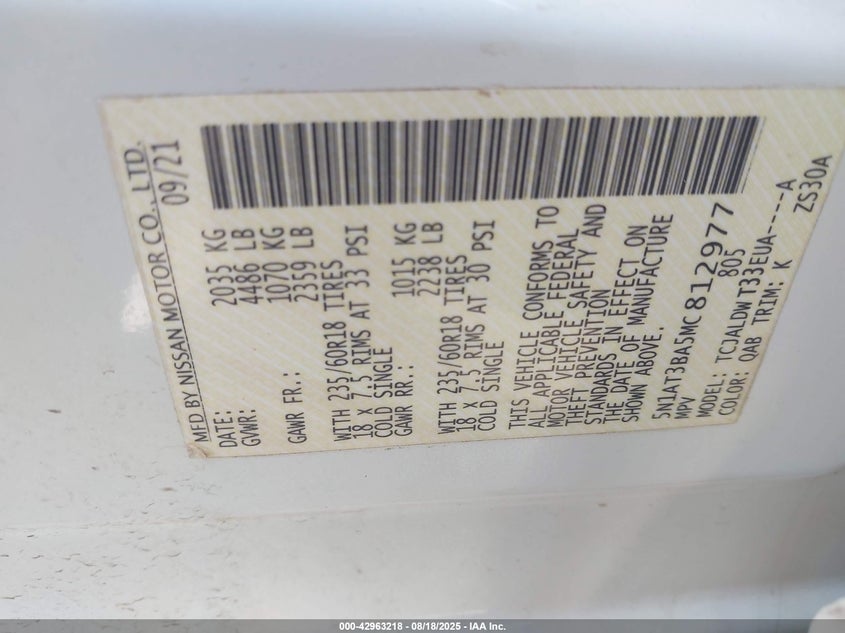 MFD BY NISSAN MOTOR CO., LTD.
DATE: 09/21
GVWR: 2035 KG
4486 LB
GAWR FR.: 1070 KG
2359 LB
WITH 235/60R18 TIRES
18 X 7.5 RIMS AT 33 PSI
COLD SINGLE
GAWR RR.: 1015 KG
2238 LB
WITH 235/60R18 TIRES
18 X 7.5 RIMS AT 30 PSI
COLD SINGLE
THIS VEHICLE CONFORMS TO
ALL APPLICABLE FEDERAL
MOTOR VEHICLE SAFETY AND
THEFT PREVENTION
STANDARDS IN EFFECT ON
THE DATE OF MANUFACTURE
SHOWN ABOVE.
5N1AT3BA5MC812977
MPV 805
MODEL: TCJALDWT33EUA-----A
COLOR: QAB TRIM: K ZS30A
000-42963218 - 08/18/2025 - IAA Inc.